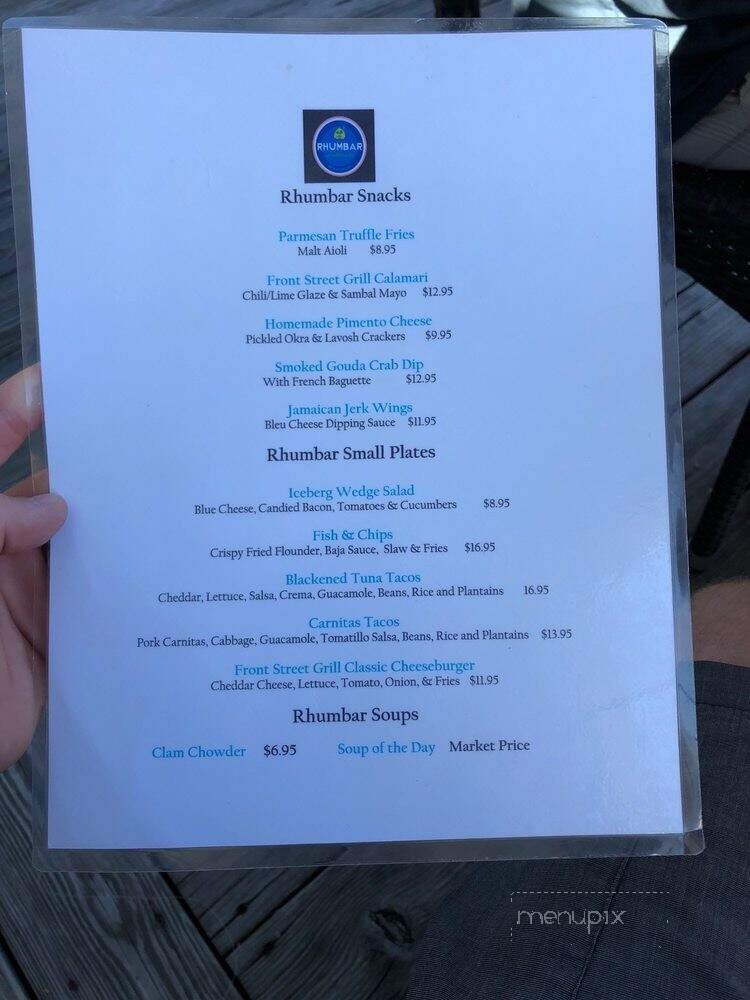 RHUMBAR
Rhumbar Snacks
Parmesan Truffle Fries
Malt Aioli $8.95
Front Street Grill Calamari
Chili/Lime Glaze & Sambal Mayo $12.95
Homemade Pimento Cheese
Pickled Okra & Lavosh Crackers $9.95
Smoked Gouda Crab Dip
With French Baguette $12.95
Jamaican Jerk Wings
Bleu Cheese Dipping Sauce $11.95
Rhumbar Small Plates
Iceberg Wedge Salad
Blue Cheese, Candied Bacon, Tomatoes & Cucumbers $8.95
Fish & Chips
Crispy Fried Flounder, Baja Sauce, Slaw & Fries $16.95
Blackened Tuna Tacos
Cheddar, Lettuce, Salsa, Crema, Guacamole, Beans, Rice and Plantains 16.95
Carnitas Tacos
Pork Carnitas, Cabbage, Guacamole, Tomatillo Salsa, Beans, Rice and Plantains $13.95
Front Street Grill Classic Cheeseburger
Cheddar Cheese, Lettuce, Tomato, Onion, & Fries $11.95
Rhumbar Soups
Clam Chowder $6.95 Soup of the Day Market Price
menupix